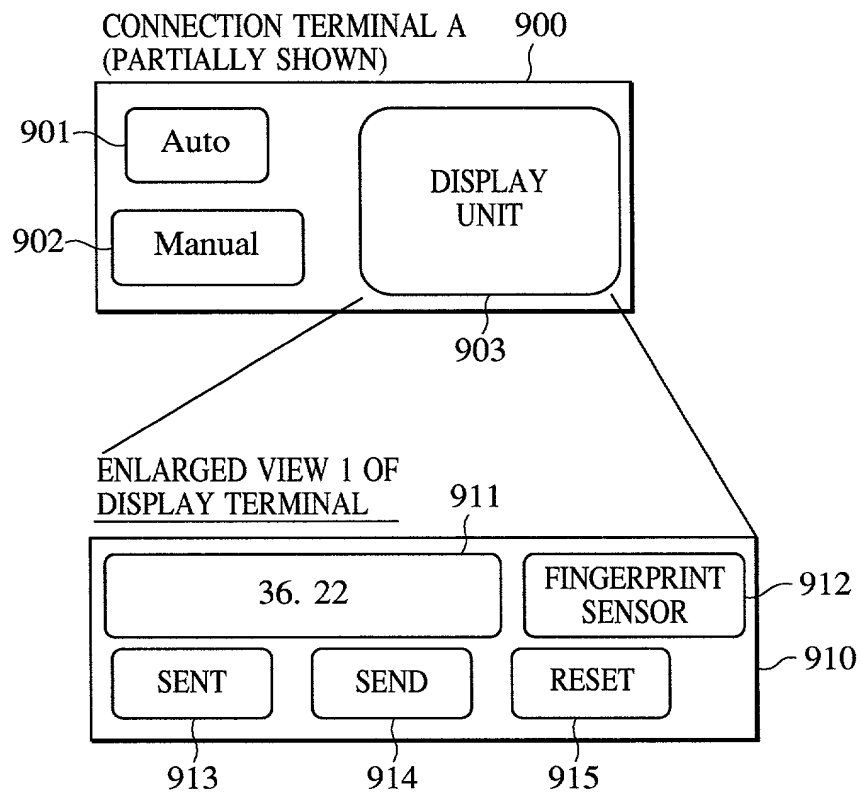 CONNECTION TERMINAL A
(PARTIALLY SHOWN)
900
901
Auto
902
Manual
DISPLAY
UNIT
903
ENLARGED VIEW 1 OF
DISPLAY TERMINAL
911
36. 22
FINGERPRINT
SENSOR
912
910
SENT
SEND
RESET
913
914
915